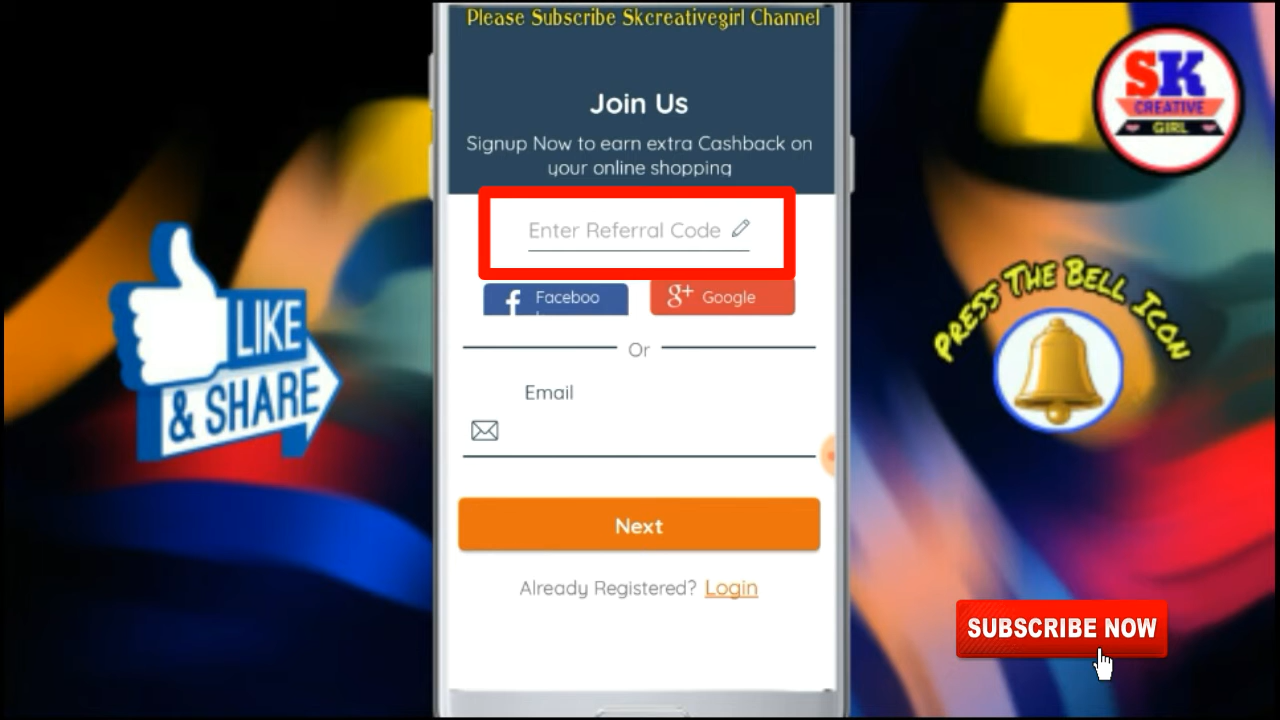 Please Subscribe Skcreativegirl Channel
SK
CREATIVE
GIRL
Join Us
Signup Now to earn extra Cashback on
your online shopping
Enter Referral Code
f Faceboo
g+ Google
Or
Email
LIKE
& SHARE
PRESS THE BELL ICON
Next
Already Registered? Login
SUBSCRIBE NOW